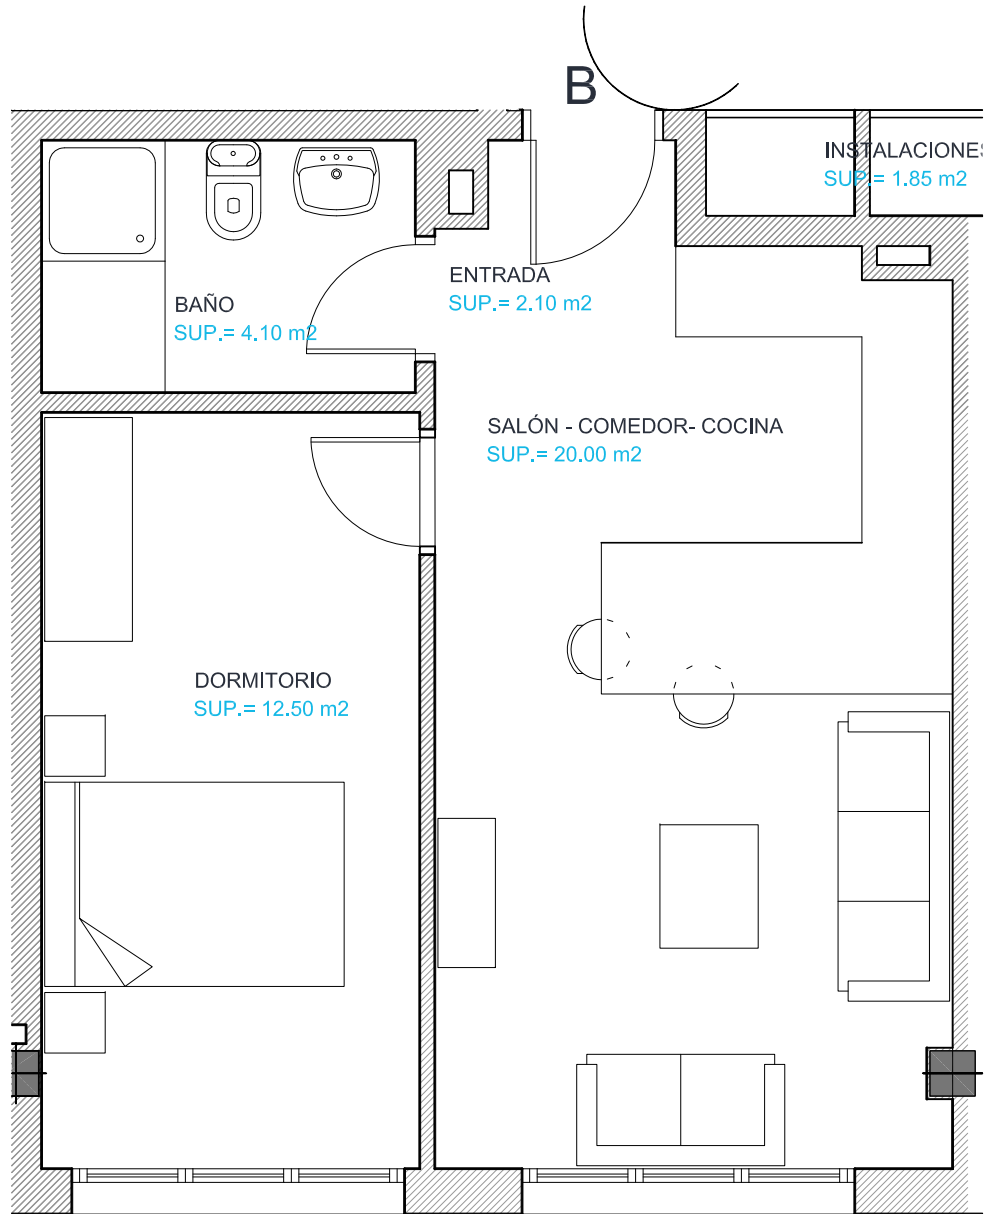 B
INSTALACIONES
SUP.= 1.85 m2
ENTRADA
SUP.= 2.10 m2
BAÑO
SUP.= 4.10 m2
SALÓN - COMEDOR- COCINA
SUP.= 20.00 m2
DORMITORIO
SUP.= 12.50 m2